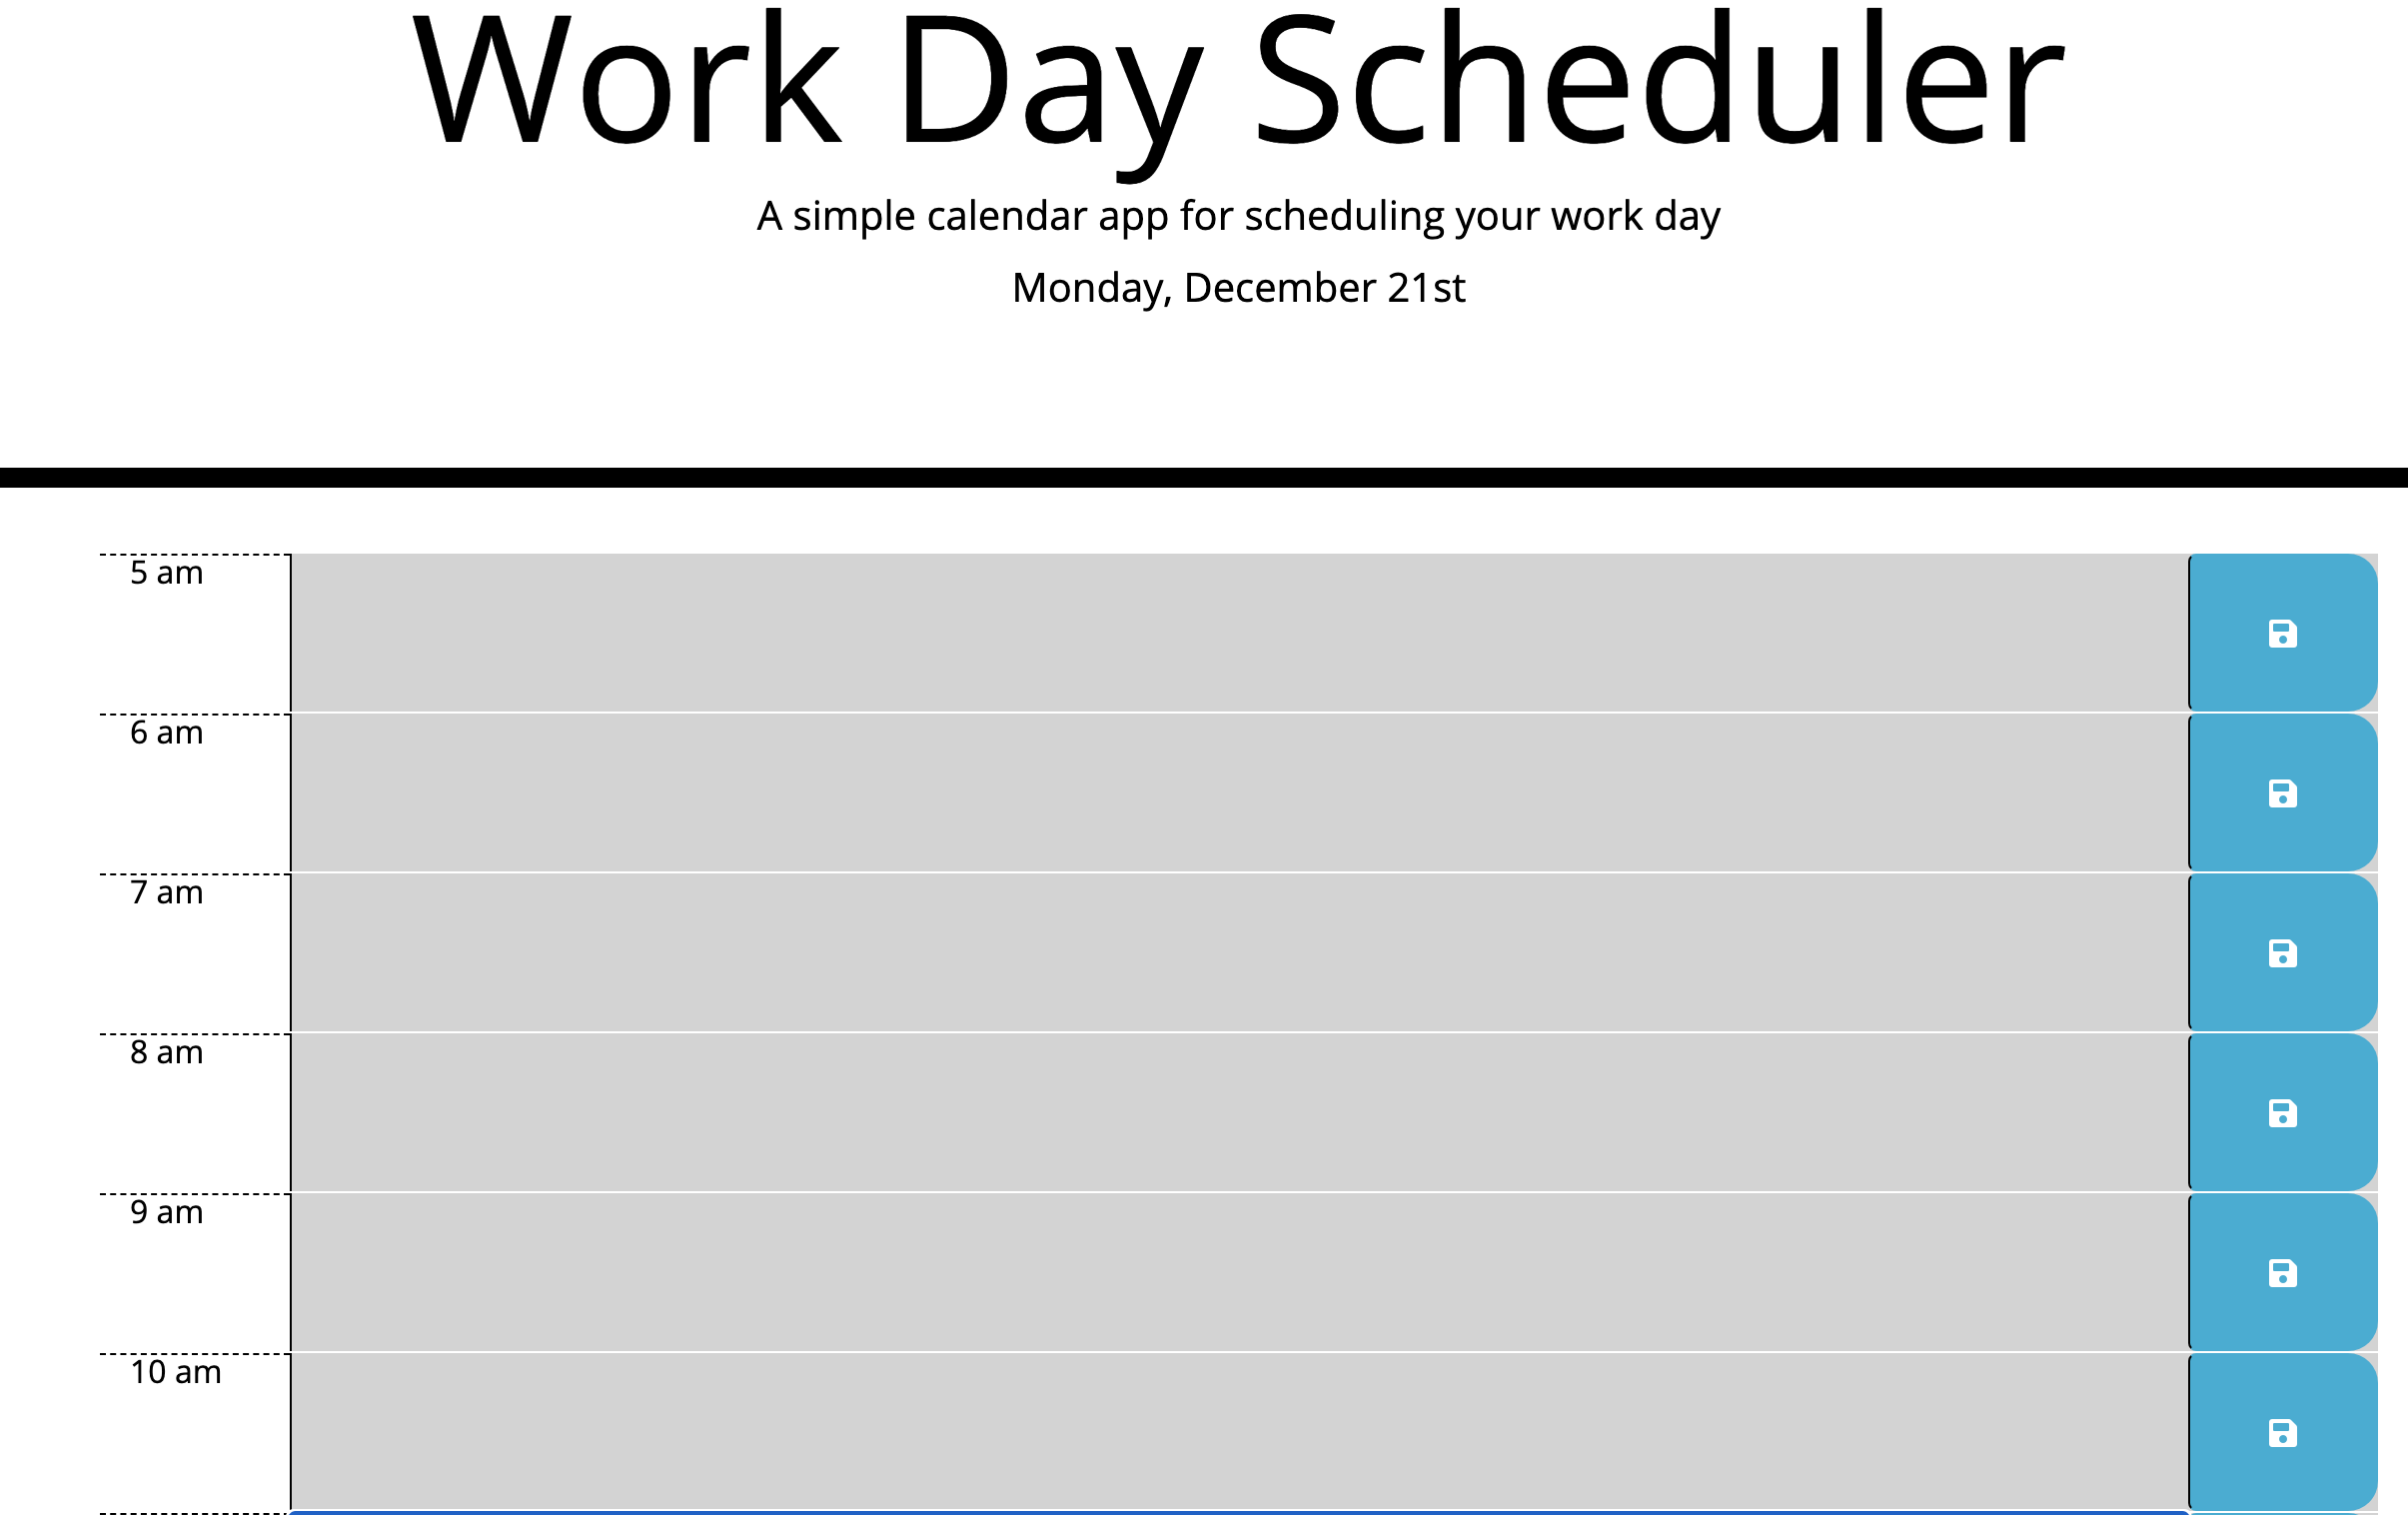 Work Day Scheduler
A simple calendar app for scheduling your work day
Monday, December 21st
5 am
6 am
7 am
8 am
9 am
10 am